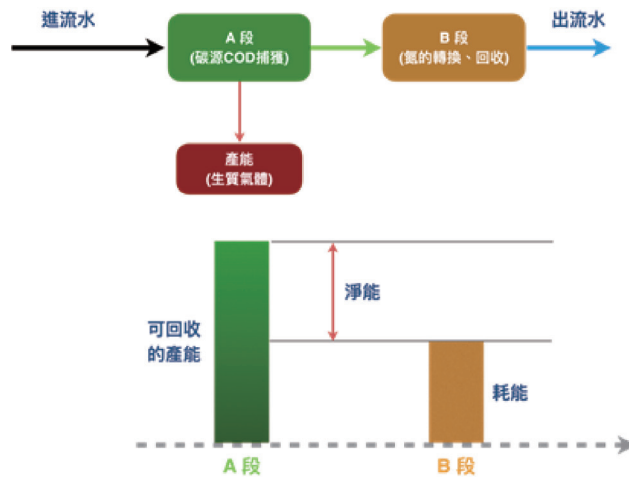 進流水
A 段
(碳源COD捕獲)
B 段
(氮的轉換、回收)
出流水
產能
(生質氣體)
淨能
可回收
的產能
耗能
A 段
B 段